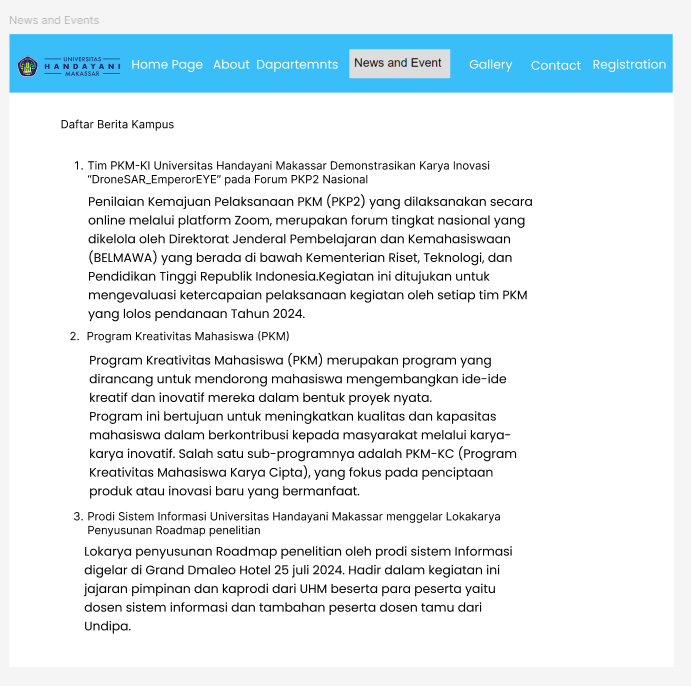 News and Events
UNIVERSITAS
HANDAYANI
MAKASSAR
Home Page About Dapartemnts News and Event Gallery Contact Registration
Daftar Berita Kampus
1. Tim PKM-KI Universitas Handayani Makassar Demonstrasikan Karya Inovasi
“DroneSAR_EmperorEYE” pada Forum PKP2 Nasional
Penilaian Kemajuan Pelaksanaan PKM (PKP2) yang dilaksanakan secara
online melalui platform Zoom, merupakan forum tingkat nasional yang
dikelola oleh Direktorat Jenderal Pembelajaran dan Kemahasiswaan
(BELMAWA) yang berada di bawah Kementerian Riset, Teknologi, dan
Pendidikan Tinggi Republik Indonesia.Kegiatan ini ditujukan untuk
mengevaluasi ketercapaian pelaksanaan kegiatan oleh setiap tim PKM
yang lolos pendanaan Tahun 2024.
2. Program Kreativitas Mahasiswa (PKM)
Program Kreativitas Mahasiswa (PKM) merupakan program yang
dirancang untuk mendorong mahasiswa mengembangkan ide-ide
kreatif dan inovatif mereka dalam bentuk proyek nyata.
Program ini bertujuan untuk meningkatkan kualitas dan kapasitas
mahasiswa dalam berkontribusi kepada masyarakat melalui karya-
karya inovatif. Salah satu sub-programnya adalah PKM-KC (Program
Kreativitas Mahasiswa Karya Cipta), yang fokus pada penciptaan
produk atau inovasi baru yang bermanfaat.
3. Prodi Sistem Informasi Universitas Handayani Makassar menggelar Lokakarya
Penyusunan Roadmap penelitian
Lokarya penyusunan Roadmap penelitian oleh prodi sistem Informasi
digelar di Grand Dmaleo Hotel 25 juli 2024. Hadir dalam kegiatan ini
jajaran pimpinan dan kaprodi dari UHM beserta para peserta yaitu
dosen sistem informasi dan tambahan peserta dosen tamu dari
Undipa.